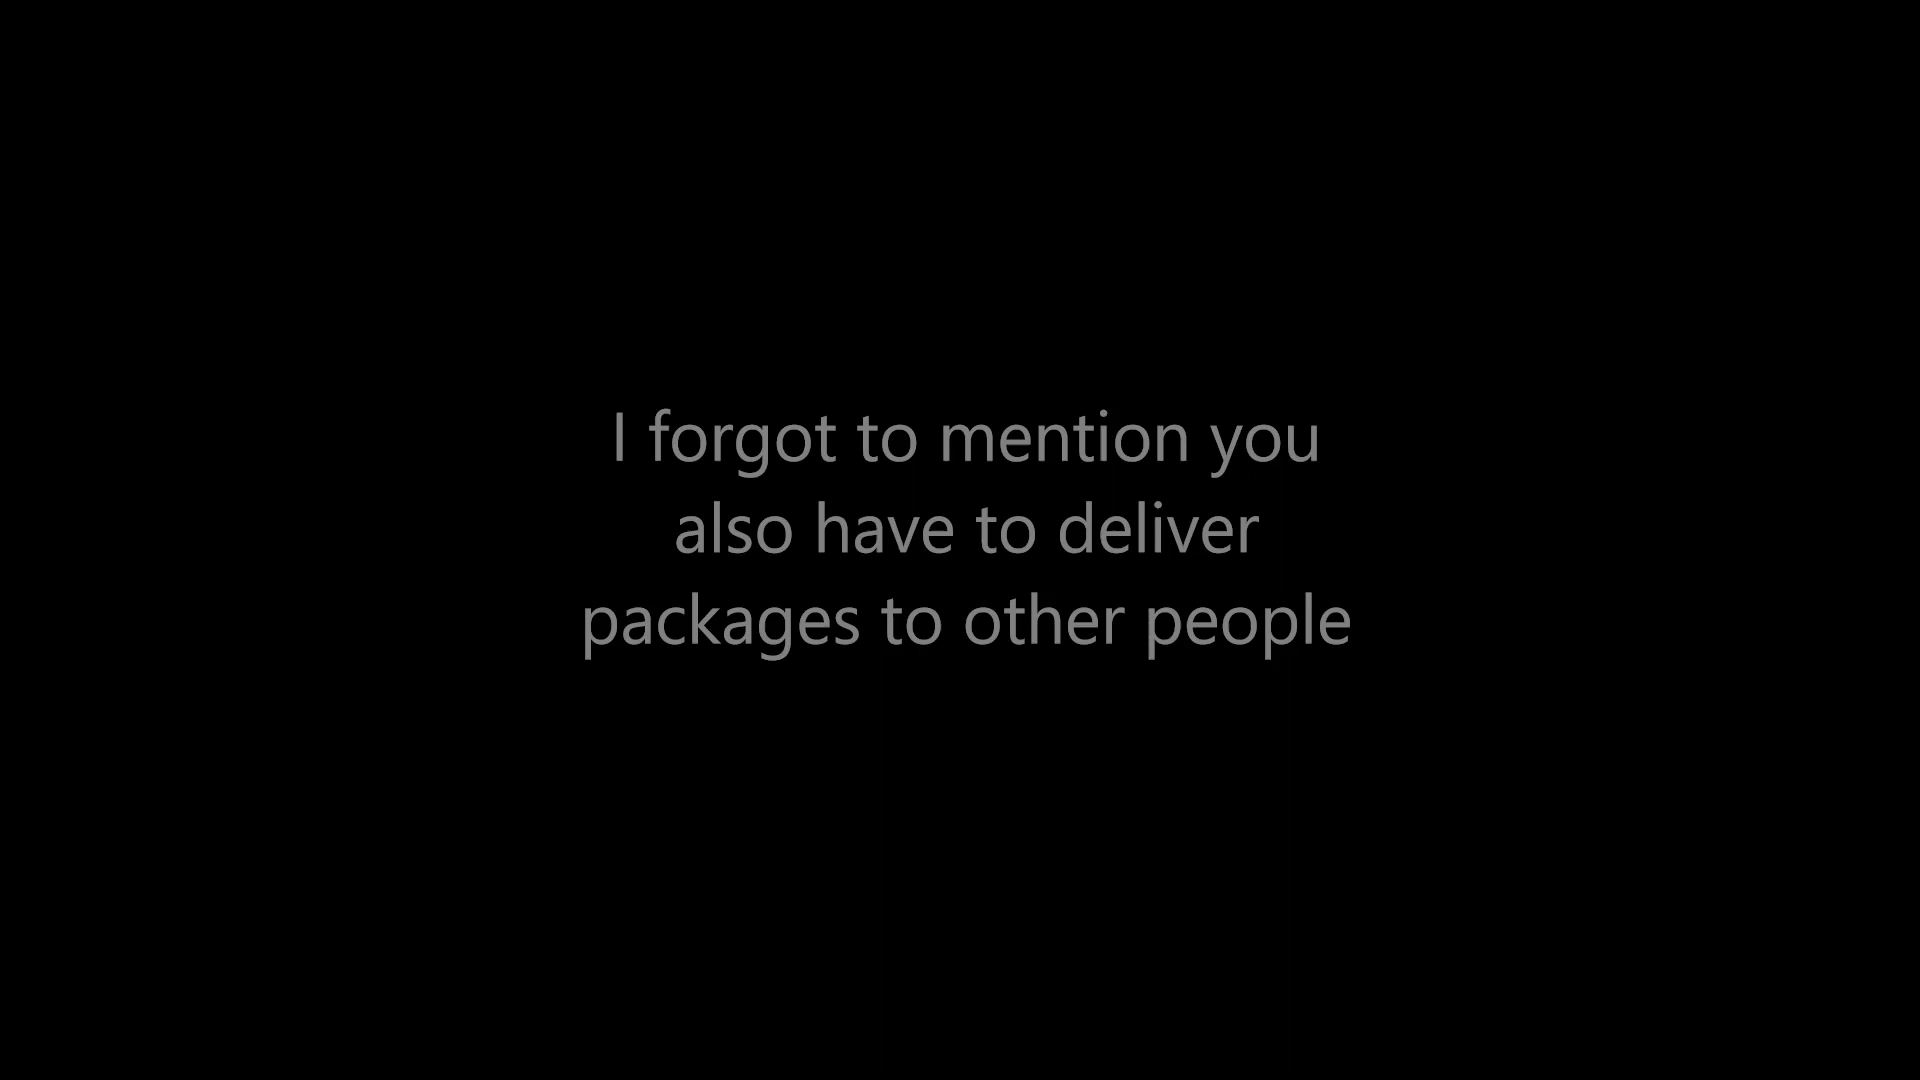 I forgot to mention you
also have to deliver
packages to other people